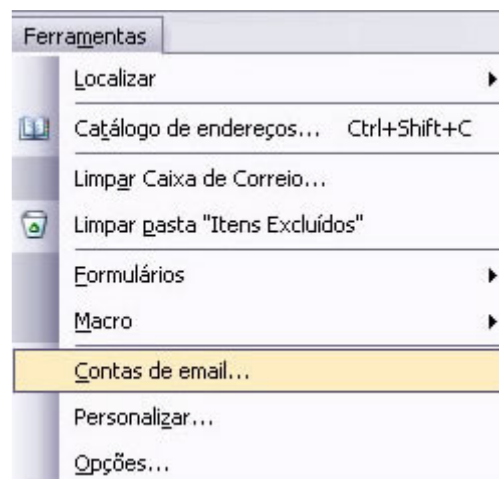 Ferramentas
Localizar
Catálogo de endereços... Ctrl+Shift+C
Limpar Caixa de Correio...
Limpar pasta "Itens Excluídos"
Formulários
Macro
Contas de email...
Personalizar...
Opções...